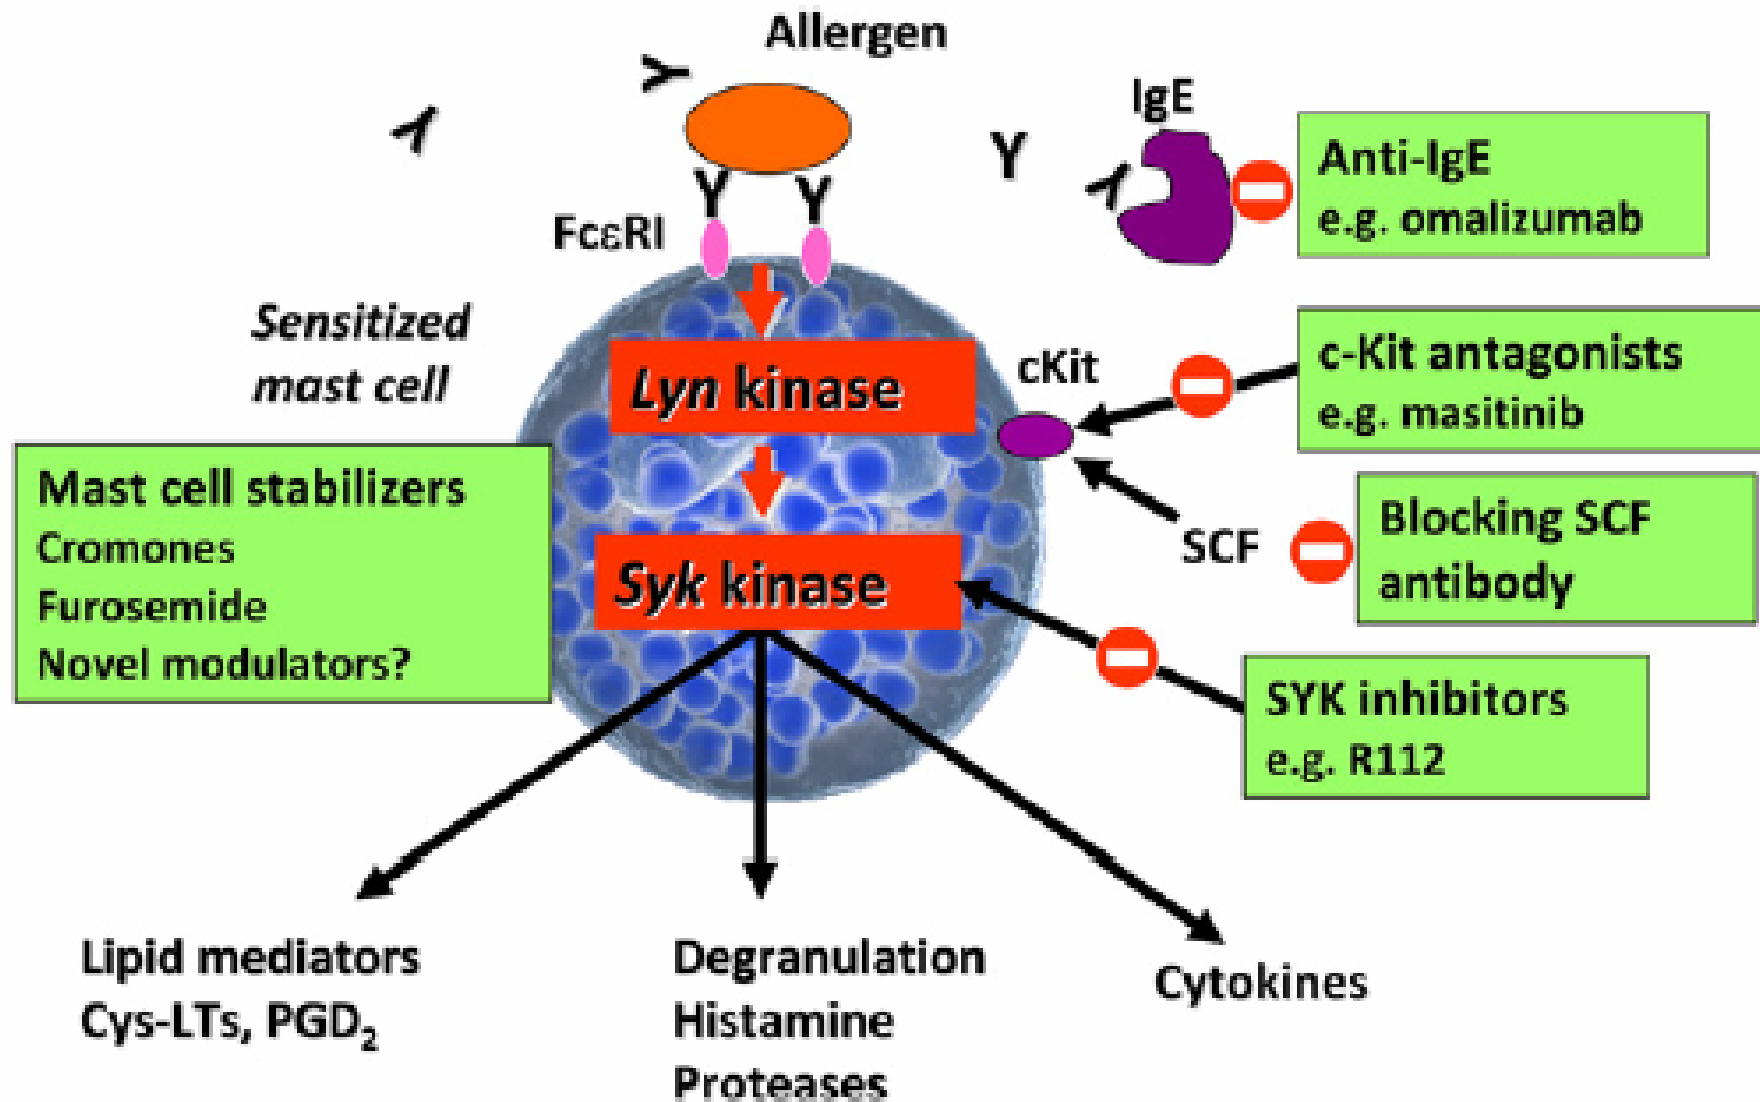 Allergen
IgE
Anti-IgE
e.g. omalizumab
FcεRI
Sensitized
mast cell
Lyn kinase
cKit
c-Kit antagonists
e.g. masitinib
Mast cell stabilizers
Cromones
Furosemide
Novel modulators?
SCF
Blocking SCF
antibody
Syk kinase
SYK inhibitors
e.g. R112
Lipid mediators
Cys-LTs, PGD₂
Degranulation
Histamine
Proteases
Cytokines